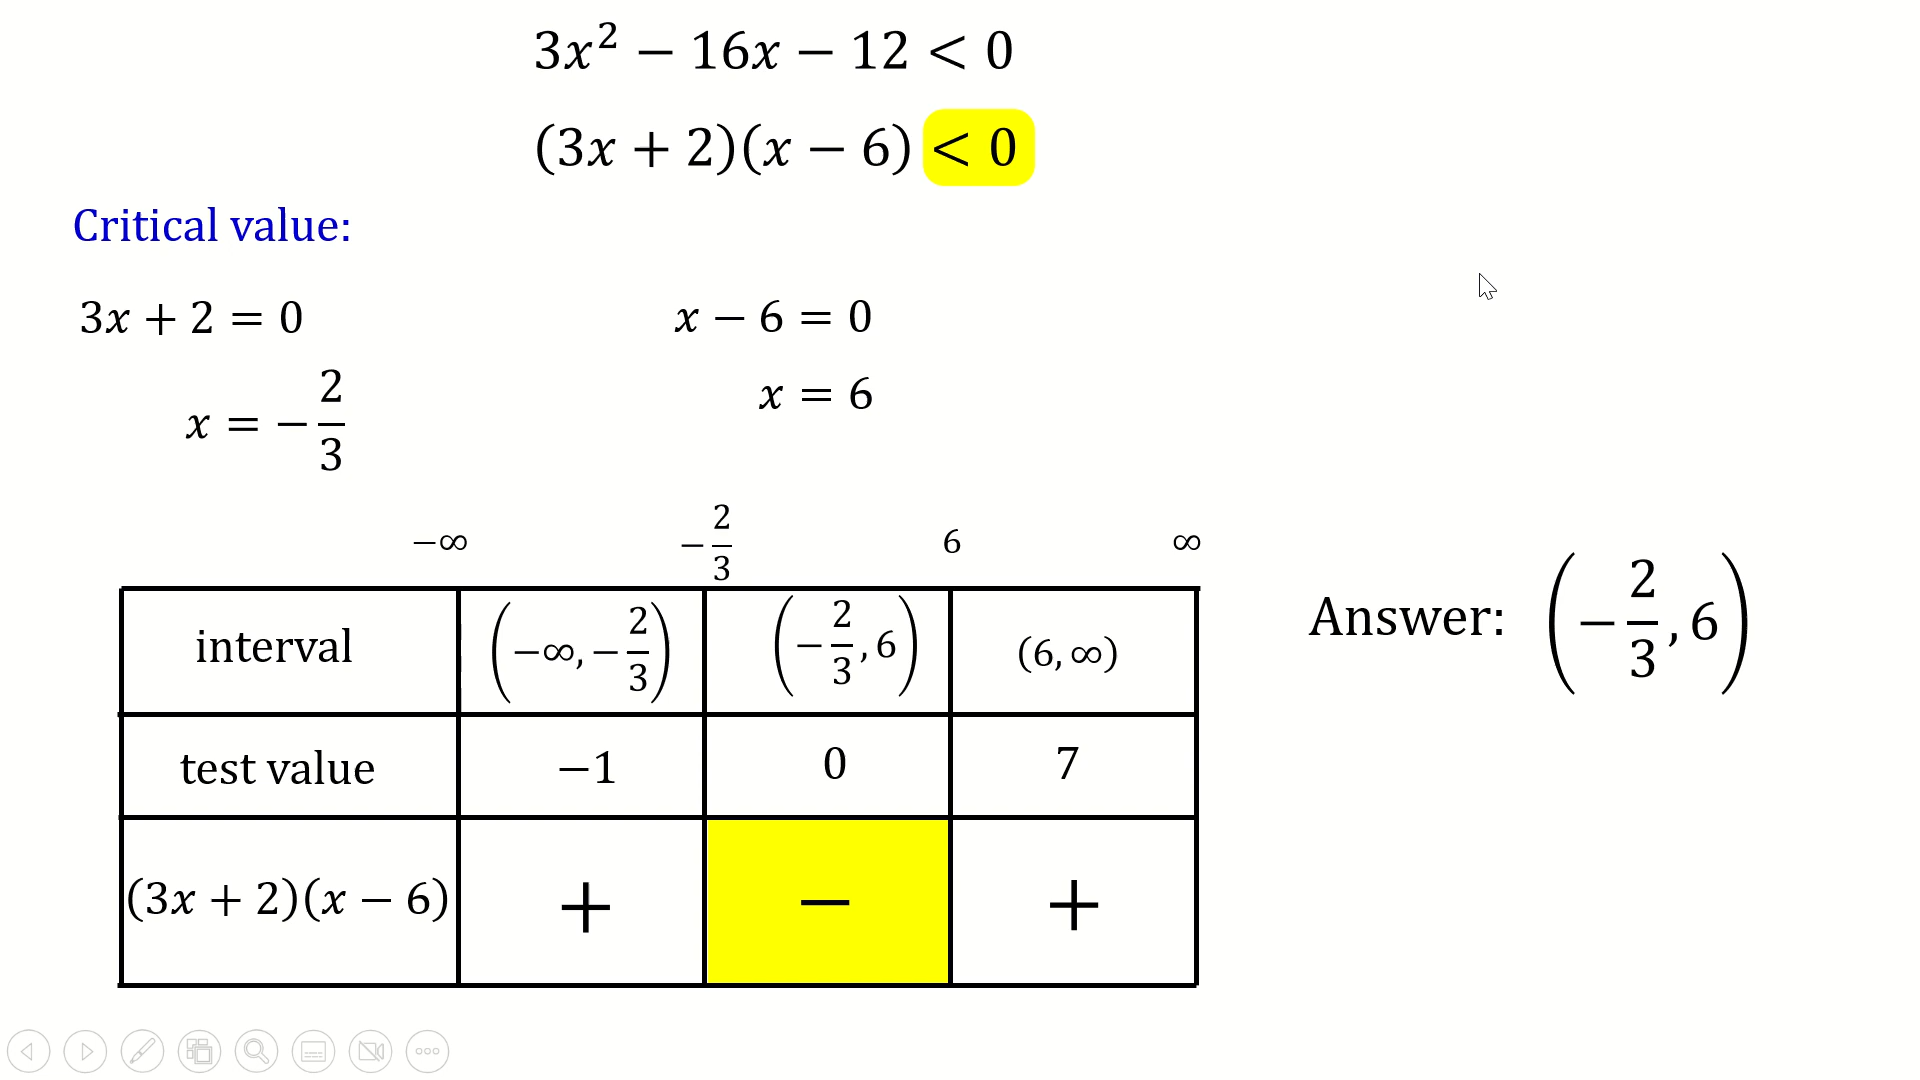 3x² − 16x − 12 < 0
(3x + 2)(x − 6) < 0
Critical value:
3x + 2 = 0
x = −2/3
x − 6 = 0
x = 6
−∞ −2/3 6 ∞
interval (−∞, −2/3) (−2/3, 6) (6, ∞)
test value −1 0 7
(3x + 2)(x − 6) + − +
Answer: (−2/3, 6)